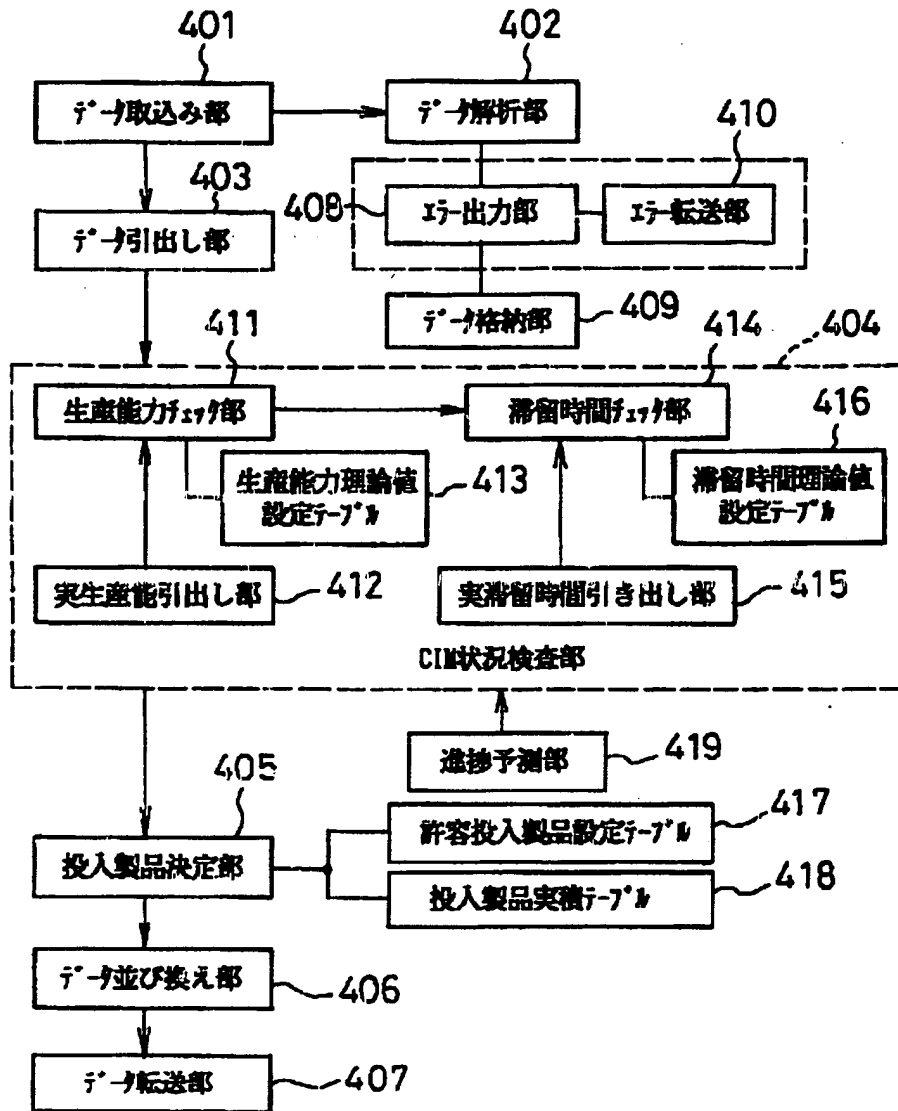 401
402
データ取込み部
データ解析部
410
403
408
エラー出力部
エラー転送部
データ引出し部
データ格納部
409
411
414
404
生産能力チェック部
滞留時間チェック部
416
生産能力理論値
設定テーブル
413
滞留時間理論値
設定テーブル
実生産能引出し部
412
実滞留時間引き出し部
415
CIM状況検査部
進捗予測部
419
405
417
許容投入製品設定テーブル
投入製品決定部
投入製品実積テーブル
418
データ並び換え部
406
データ転送部
407